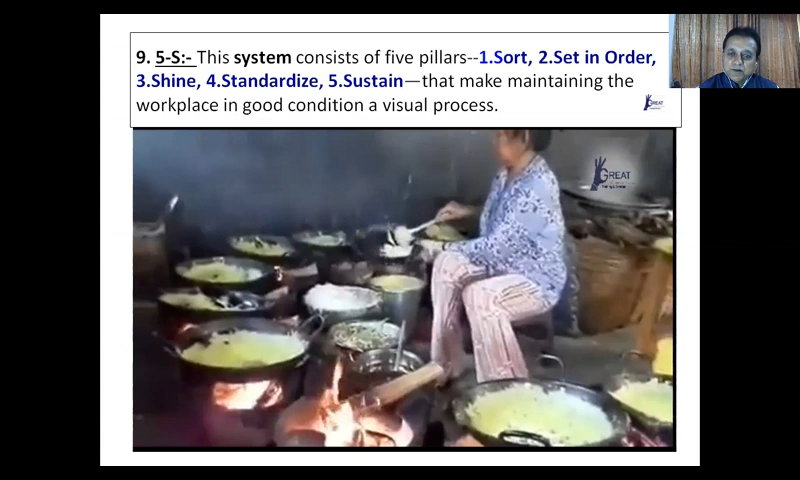 9. 5-S:- This system consists of five pillars--1.Sort, 2.Set in Order,
3.Shine, 4.Standardize, 5.Sustain—that make maintaining the
workplace in good condition a visual process.
GREAT
GREAT